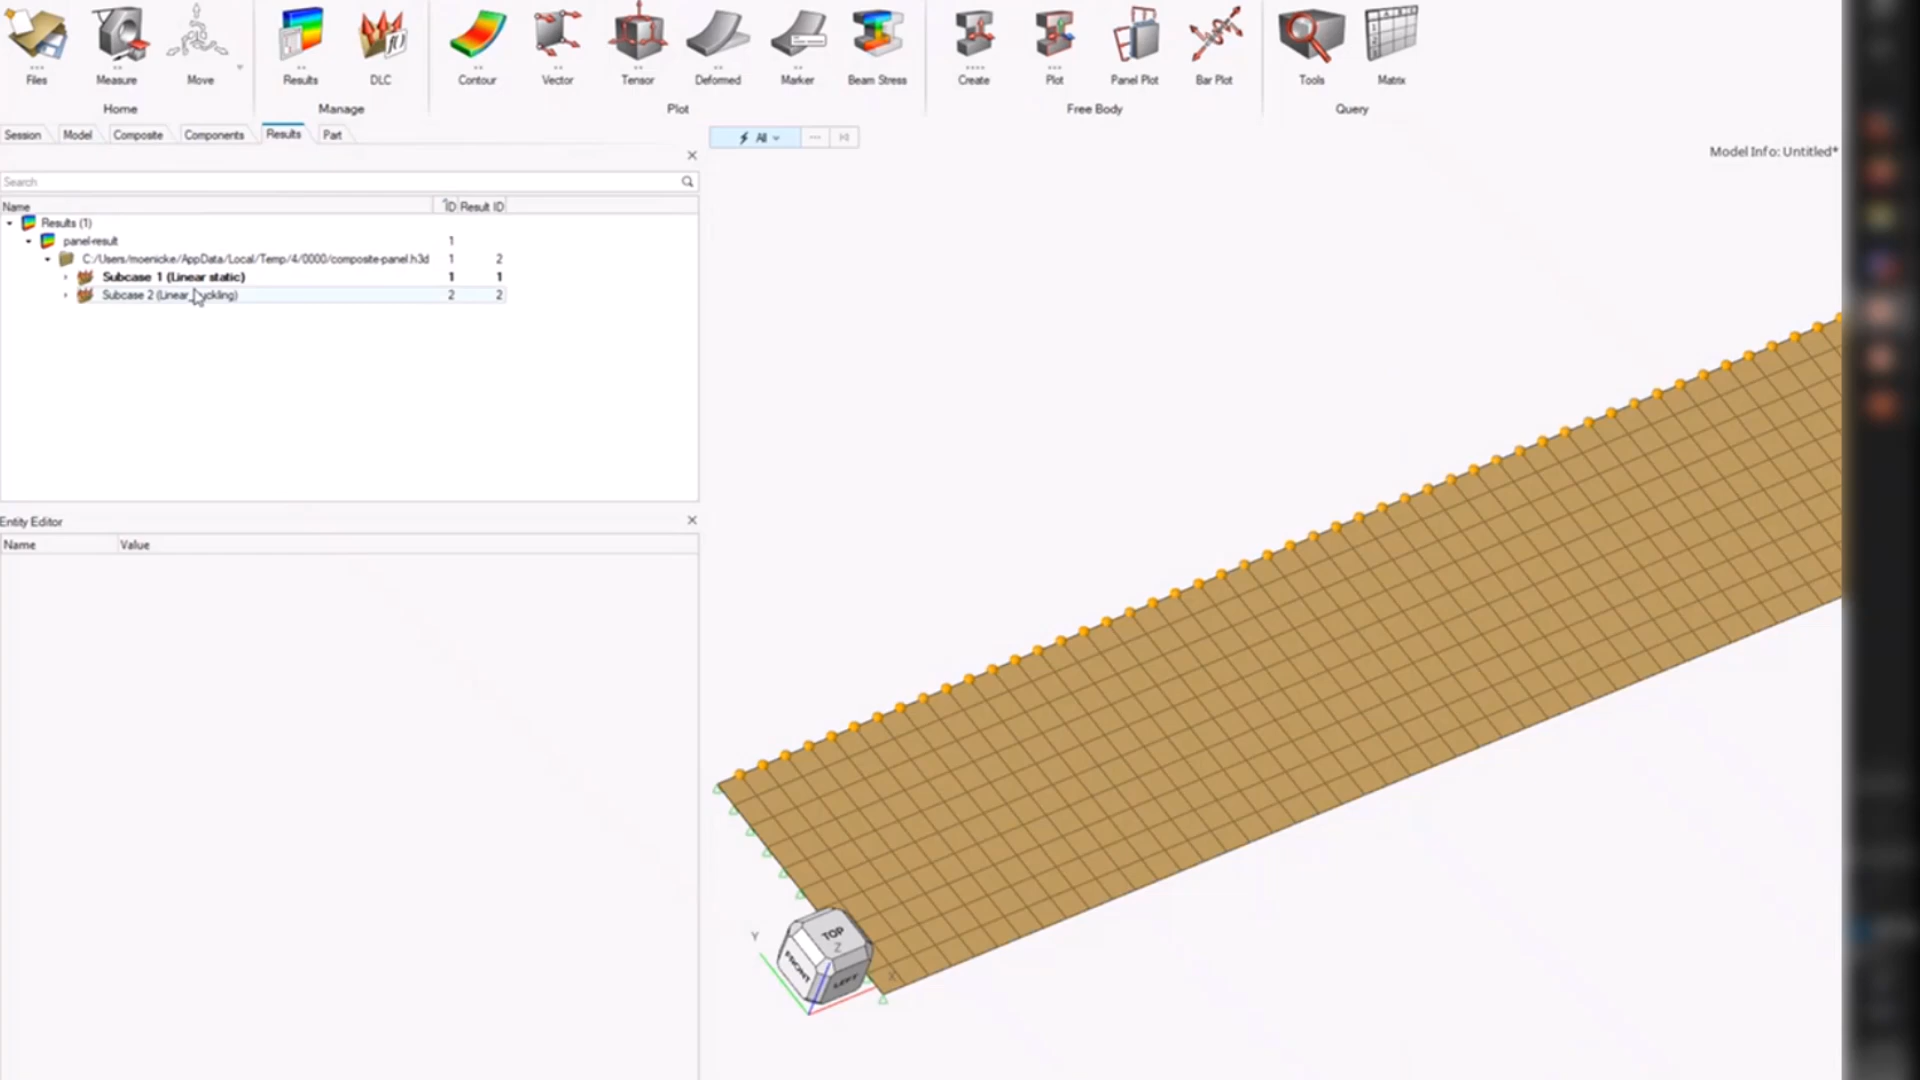 Files
Measure
Move
Results
DLC
Contour
Vector
Tensor
Deformed
Marker
Beam Stress
Create
Plot
Panel Plot
Bar Plot
Tools
Matrix
Home
Manage
Plot
Free Body
Query
Session
Model
Composite
Components
Results
Part
All
Model Info: Untitled*
Search
Name ID Result ID
Results (1)
panel-result 1
C:/Users/moenicke/AppData/Local/Temp/4/0000/composite-panel.h3d 1 2
Subcase 1 (Linear static) 1 1
Subcase 2 (Linear 2 2
Entity Editor
Name Value
TOP
Z
FRONT
LEFT
Y
X